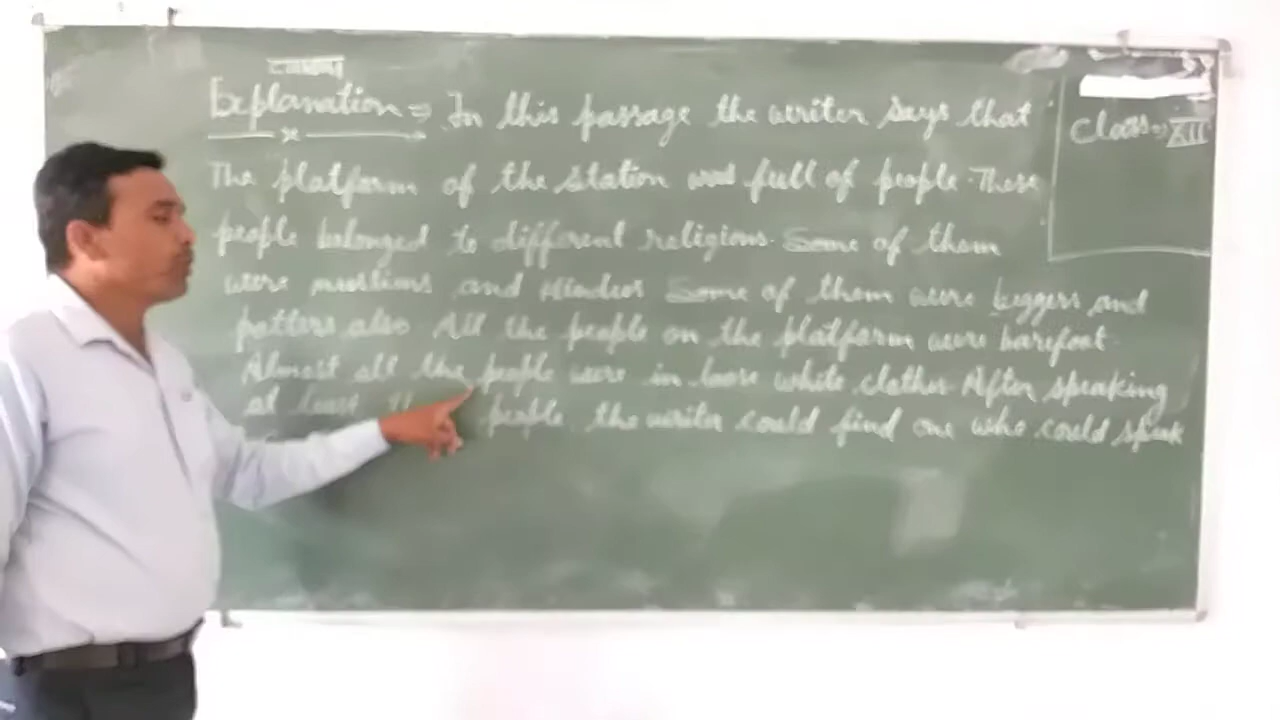 Explanation ⇒ In this passage the writer says that
Class ⇒ XII
The platform of the station was full of people. These
people belonged to different religions. Some of them
were muslims and Hindus Some of them were beggers and
potters also All the people on the platform were barefoot.
Almost all the people were in loose white clothes After speaking
at least people, the writer could find one who could speak